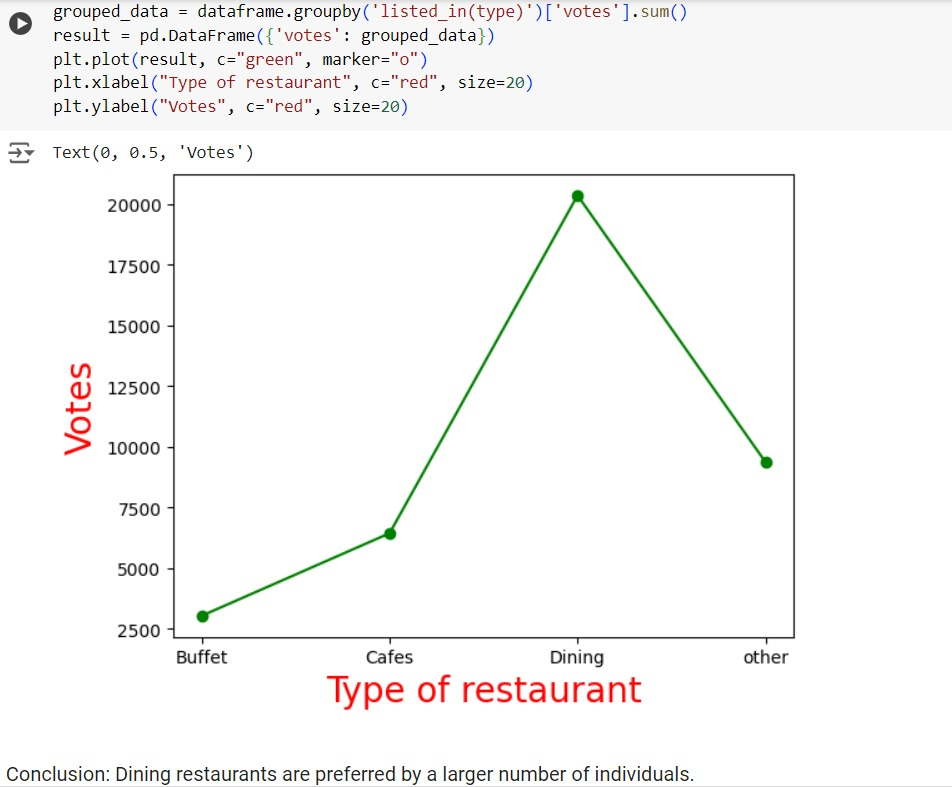 grouped_data = dataframe.groupby('listed_in(type)')['votes'].sum()
result = pd.DataFrame({'votes': grouped_data})
plt.plot(result, c="green", marker="o")
plt.xlabel("Type of restaurant", c="red", size=20)
plt.ylabel("Votes", c="red", size=20)
Text(0, 0.5, 'Votes')
20000
17500
15000
12500
10000
7500
5000
2500
Votes
Buffet Cafes Dining other
Type of restaurant
Conclusion: Dining restaurants are preferred by a larger number of individuals.